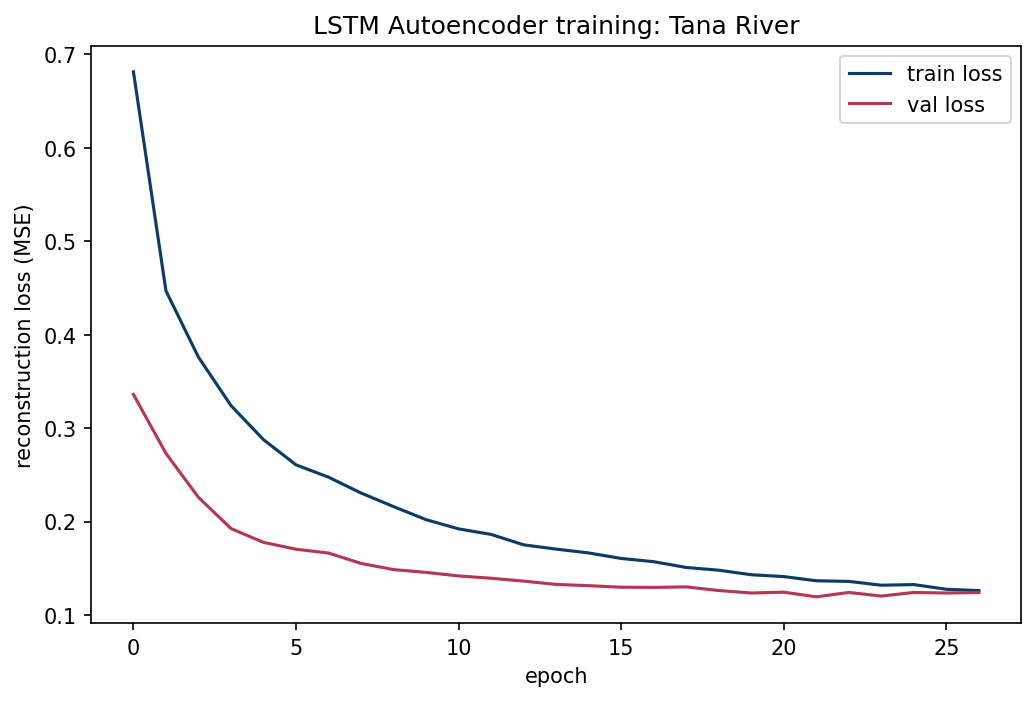 LSTM Autoencoder training: Tana River
train loss
val loss
reconstruction loss (MSE)
0.7
0.6
0.5
0.4
0.3
0.2
0.1
0 5 10 15 20 25
epoch